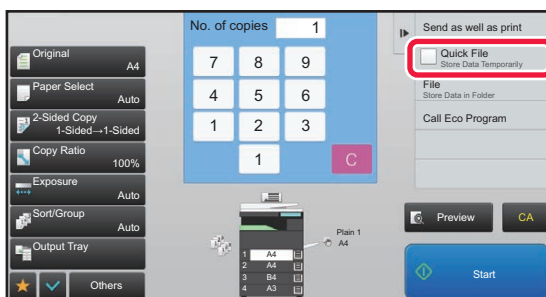 No. of copies 1
Original
A4
Paper Select
Auto
2-Sided Copy
1-Sided→1-Sided
Copy Ratio
100%
Exposure
Auto
Sort/Group
Auto
Output Tray
Others
7 8 9
4 5 6
1 2 3
1 C
Plain 1
A4
1 A4
2 A4
3 B4
4 A3
Send as well as print
Quick File
Store Data Temporarily
File
Store Data in Folder
Call Eco Program
Preview
CA
Start